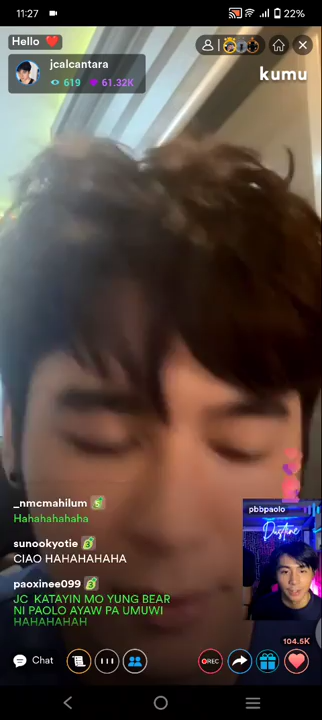 11:27
22%
Hello ❤️
jcalcantara
619
61.32K
kumu
_nmcmahilum
Hahahahahaha
pbbpaolo
Dustine
sunookyotie
CIAO HAHAHAHAHA
paoxinee099
JC KATAYIN MO YUNG BEAR
NI PAOLO AYAW PA UMUWI
HAHAHAHAH
104.5K
Chat
REC